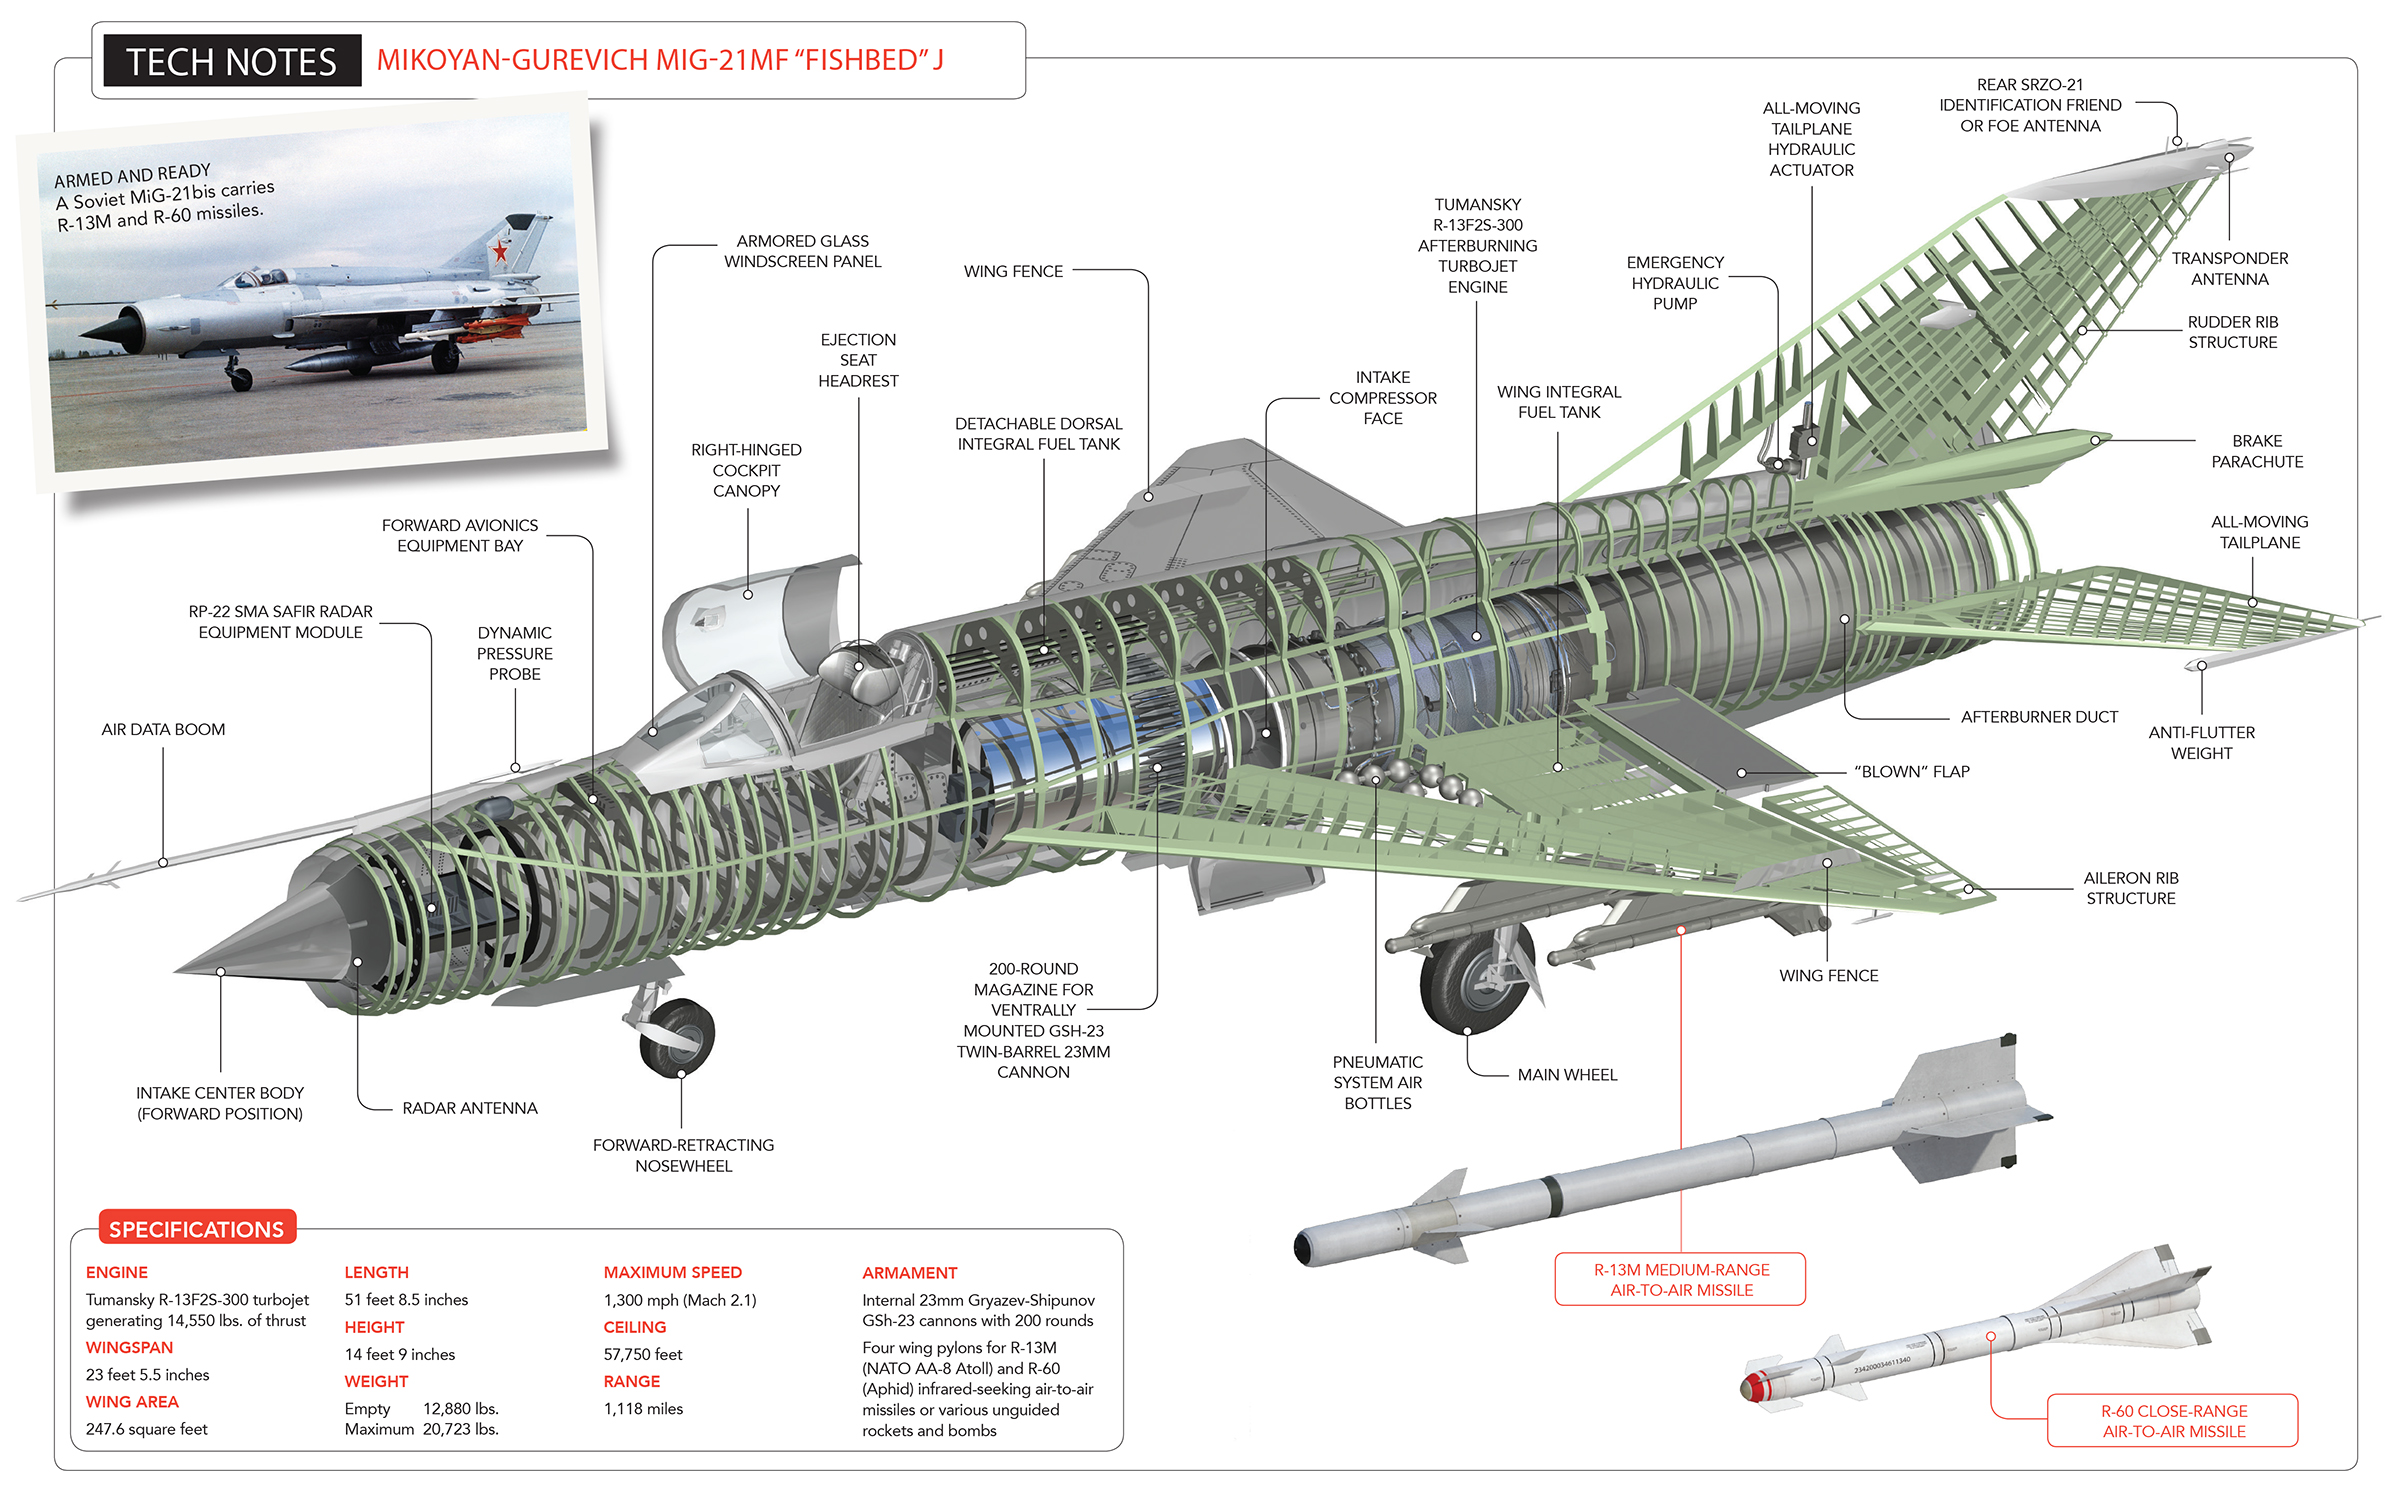 TECH NOTES
MIKOYAN-GUREVICH MIG-21MF “FISHBED” J
ARMED AND READY
A Soviet MiG-21bis carries
R-13M and R-60 missiles.
REAR SRZO-21
IDENTIFICATION FRIEND
OR FOE ANTENNA
ALL-MOVING
TAILPLANE
HYDRAULIC
ACTUATOR
TUMANSKY
R-13F2S-300
AFTERBURNING
TURBOJET
ENGINE
ARMORED GLASS
WINDSCREEN PANEL
WING FENCE
EMERGENCY
HYDRAULIC
PUMP
TRANSPONDER
ANTENNA
RUDDER RIB
STRUCTURE
EJECTION
SEAT
HEADREST
INTAKE
COMPRESSOR
FACE
WING INTEGRAL
FUEL TANK
DETACHABLE DORSAL
INTEGRAL FUEL TANK
RIGHT-HINGED
COCKPIT
CANOPY
BRAKE
PARACHUTE
FORWARD AVIONICS
EQUIPMENT BAY
ALL-MOVING
TAILPLANE
RP-22 SMA SAFIR RADAR
EQUIPMENT MODULE
DYNAMIC
PRESSURE
PROBE
AIR DATA BOOM
AFTERBURNER DUCT
ANTI-FLUTTER
WEIGHT
“BLOWN” FLAP
AILERON RIB
STRUCTURE
WING FENCE
200-ROUND
MAGAZINE FOR
VENTRALLY
MOUNTED GSH-23
TWIN-BARREL 23MM
CANNON
PNEUMATIC
SYSTEM AIR
BOTTLES
MAIN WHEEL
INTAKE CENTER BODY
(FORWARD POSITION)
RADAR ANTENNA
FORWARD-RETRACTING
NOSEWHEEL
R-13M MEDIUM-RANGE
AIR-TO-AIR MISSILE
234200034611340
R-60 CLOSE-RANGE
AIR-TO-AIR MISSILE
SPECIFICATIONS
ENGINE
Tumansky R-13F2S-300 turbojet
generating 14,550 lbs. of thrust
WINGSPAN
23 feet 5.5 inches
WING AREA
247.6 square feet
LENGTH
51 feet 8.5 inches
HEIGHT
14 feet 9 inches
WEIGHT
Empty 12,880 lbs.
Maximum 20,723 lbs.
MAXIMUM SPEED
1,300 mph (Mach 2.1)
CEILING
57,750 feet
RANGE
1,118 miles
ARMAMENT
Internal 23mm Gryazev-Shipunov
GSh-23 cannons with 200 rounds
Four wing pylons for R-13M
(NATO AA-8 Atoll) and R-60
(Aphid) infrared-seeking air-to-air
missiles or various unguided
rockets and bombs